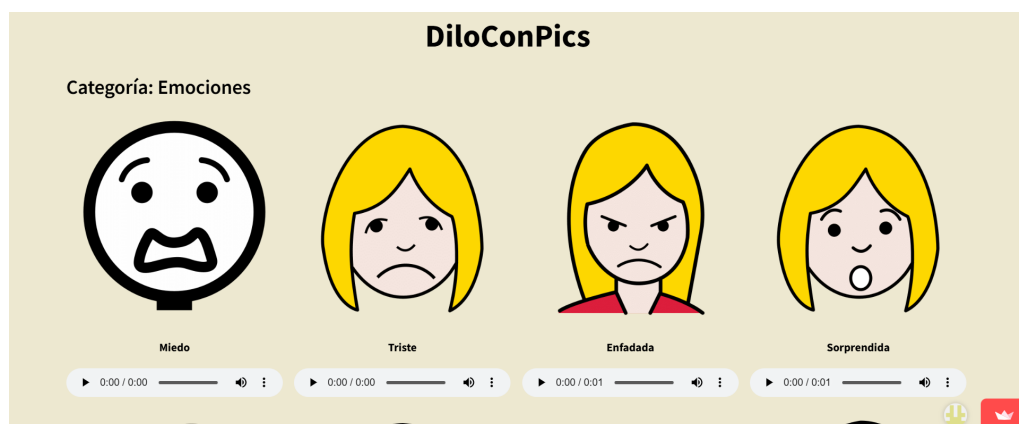 DiloConPics
Categoría: Emociones
Miedo
Triste
Enfadada
Sorprendida
0:00 / 0:00
0:00 / 0:00
0:00 / 0:01
0:00 / 0:01